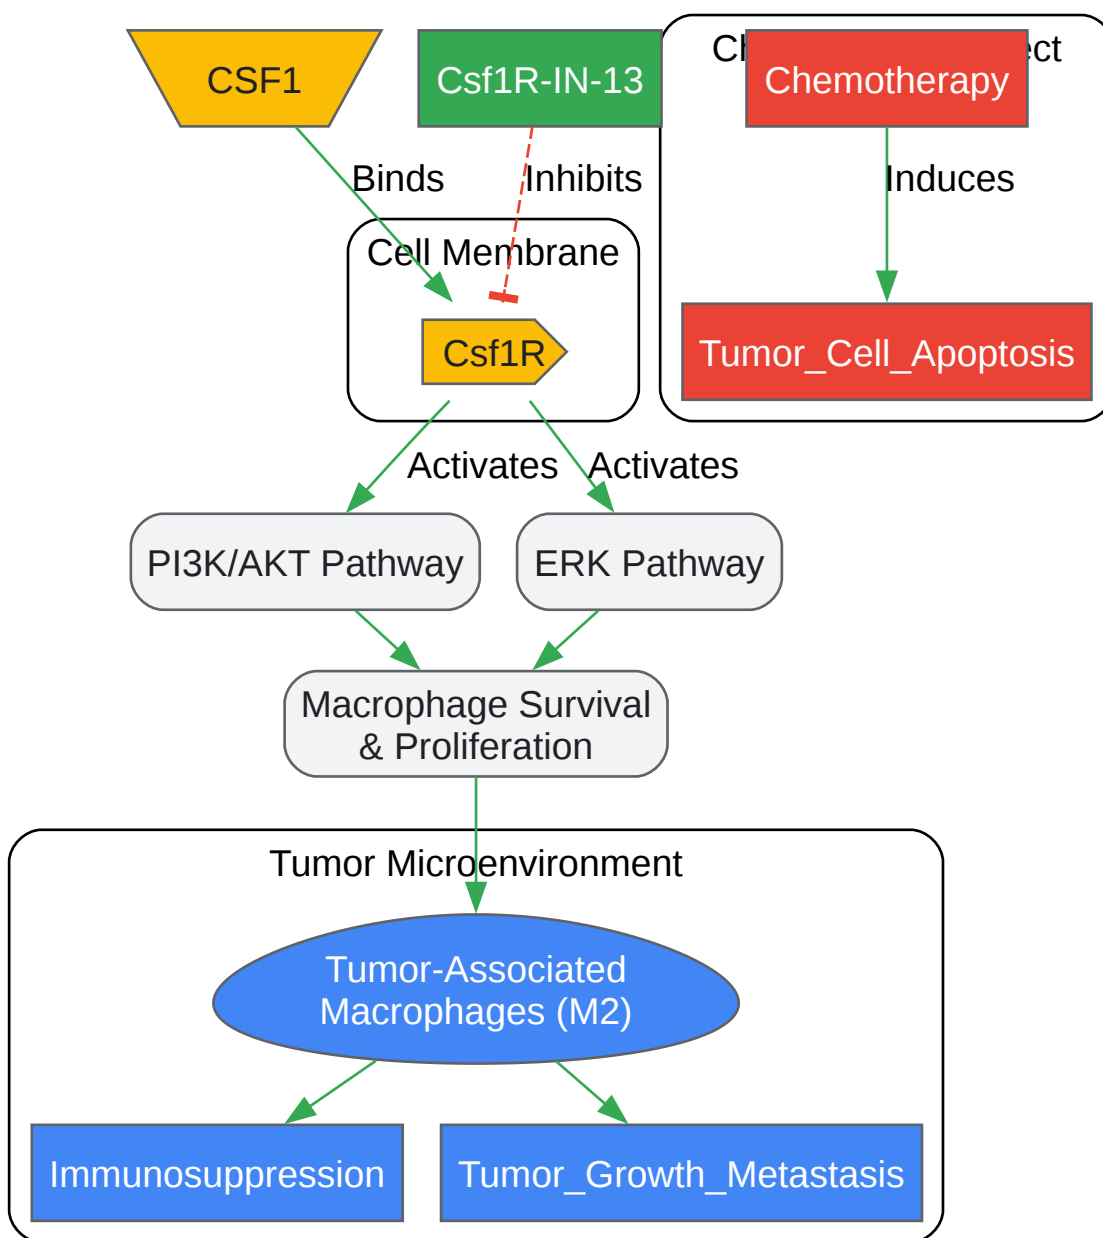 CSF1
Csf1R-IN-13
Chemotherapy
Binds
Inhibits
Induces
Cell Membrane
Csf1R
Tumor_Cell_Apoptosis
Activates
Activates
PI3K/AKT Pathway
ERK Pathway
Macrophage Survival
& Proliferation
Tumor Microenvironment
Tumor-Associated
Macrophages (M2)
Immunosuppression
Tumor_Growth_Metastasis